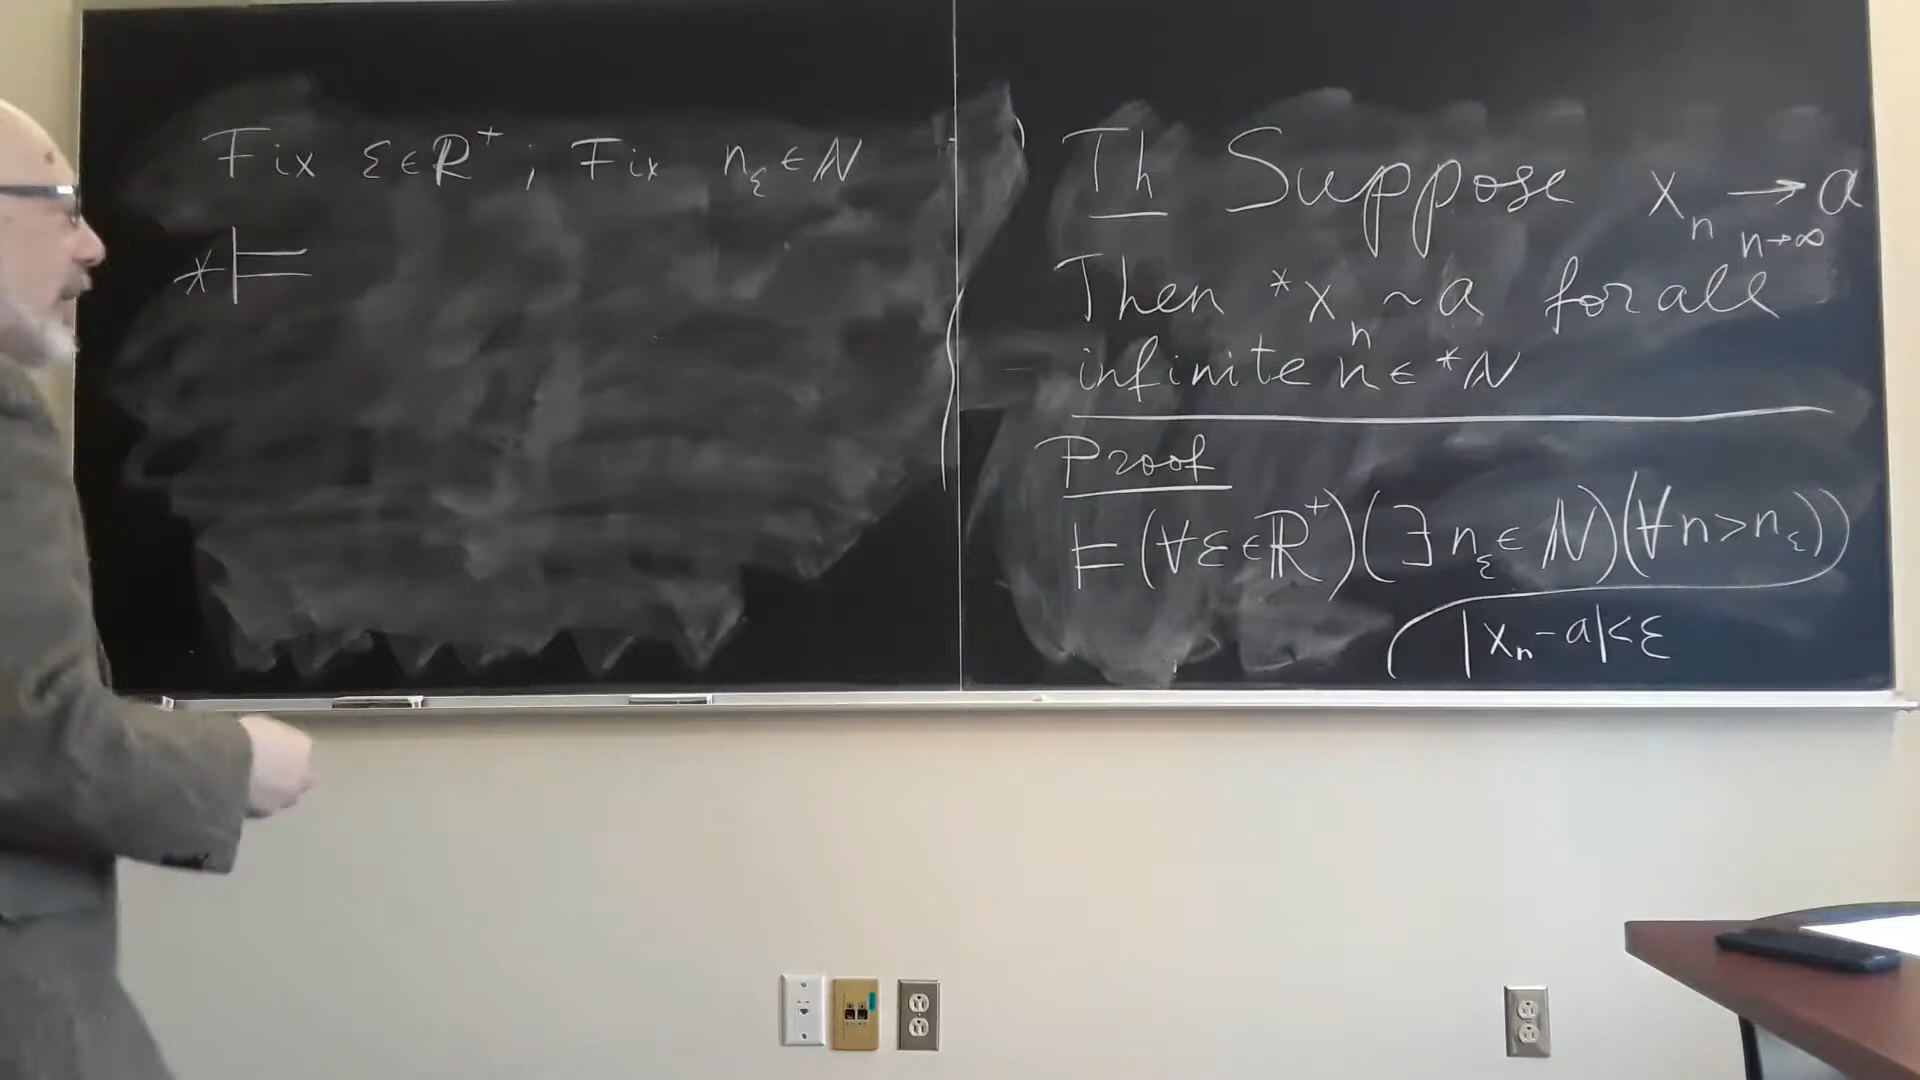 Fix ε ∈ ℝ⁺ ; Fix n_ε ∈ ℕ
*⊨
Th Suppose x_n → a
n→∞
Then *x_n ~ a for all
infinite n ∈ *ℕ
Proof
⊨ (∀ε∈ℝ⁺)(∃ n_ε ∈ ℕ)(∀n>n_ε))
(|x_n - a|<ε